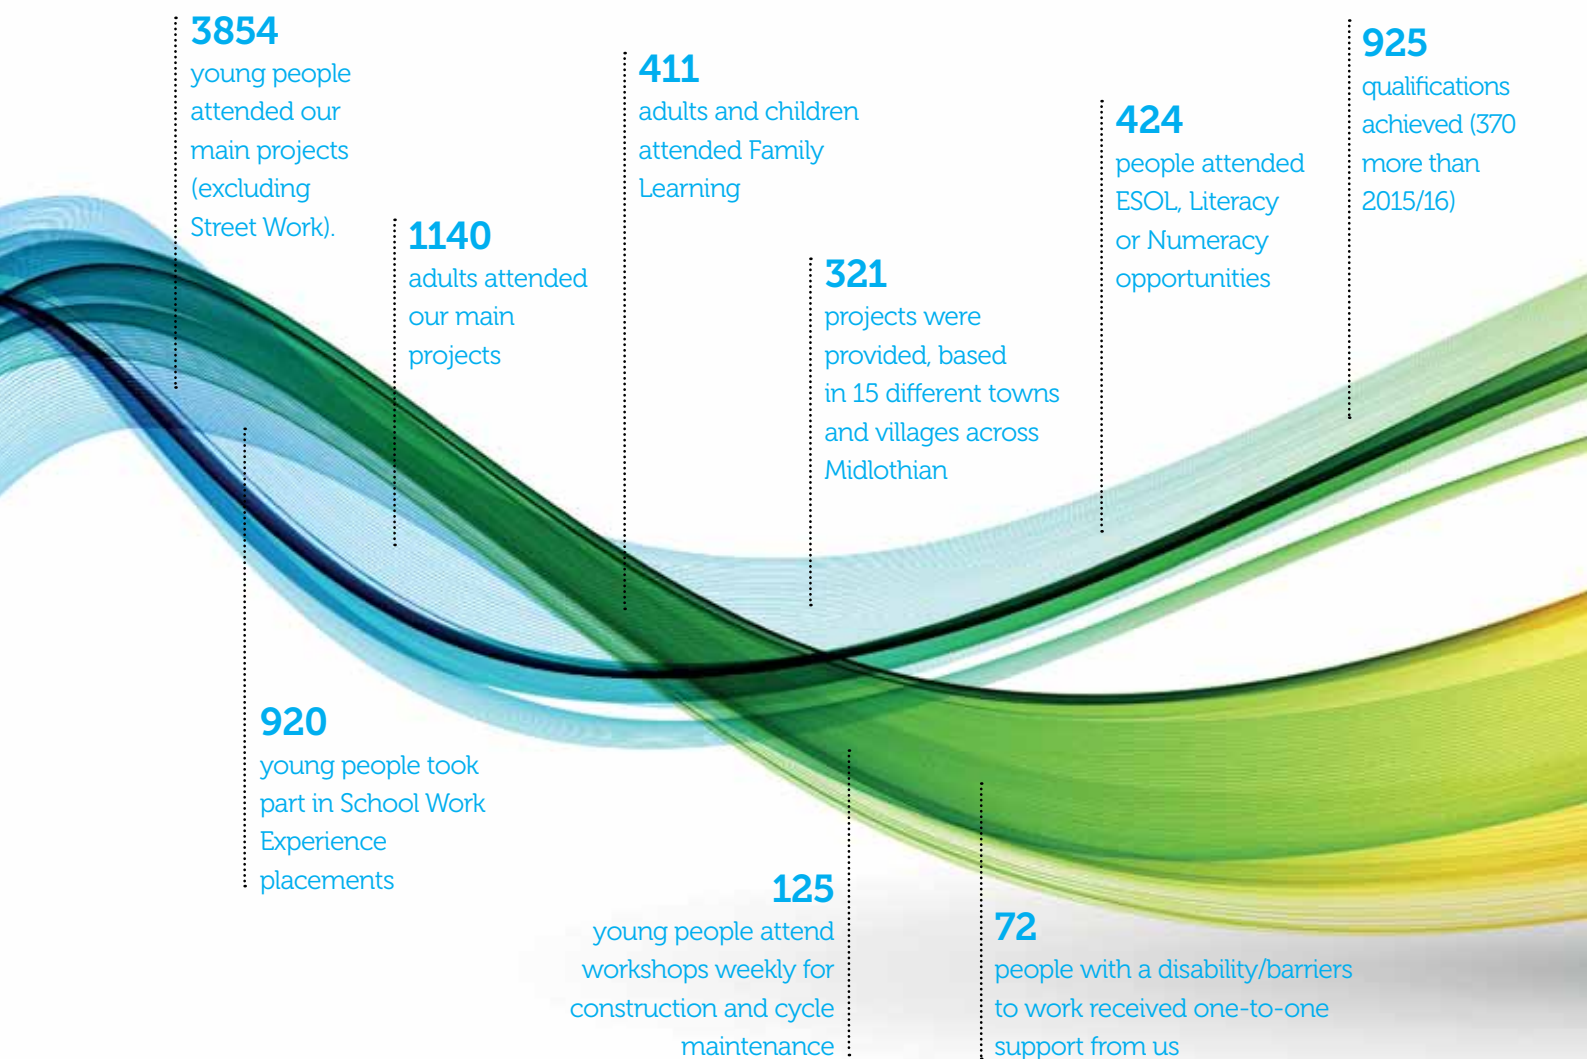 3854
young people
attended our
main projects
(excluding
Street Work).
920
young people took
part in School Work
Experience
placements
1140
adults attended
our main
projects
411
adults and children
attended Family
Learning
321
projects were
provided, based
in 15 different towns
and villages across
Midlothian
125
young people attend
workshops weekly for
construction and cycle
maintenance
72
people with a disability/barriers
to work received one-to-one
support from us
424
people attended
ESOL, Literacy
or Numeracy
opportunities
925
qualifications
achieved (370
more than
2015/16)